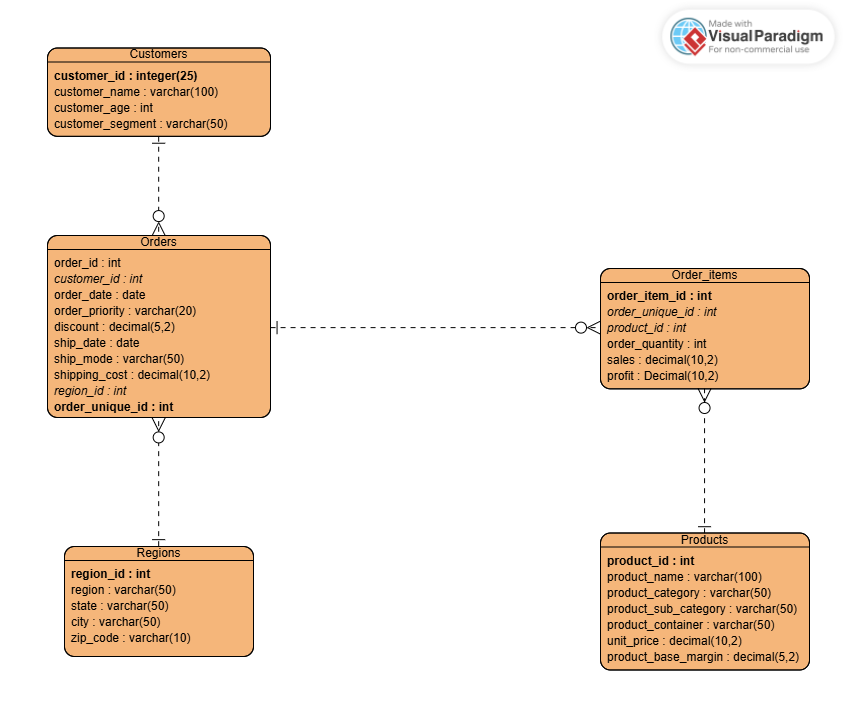 Made with
VisualParadigm
For non-commercial use
Customers
customer_id : integer(25)
customer_name : varchar(100)
customer_age : int
customer_segment : varchar(50)
Orders
order_id : int
customer_id : int
order_date : date
order_priority : varchar(20)
discount : decimal(5,2)
ship_date : date
ship_mode : varchar(50)
shipping_cost : decimal(10,2)
region_id : int
order_unique_id : int
Order_items
order_item_id : int
order_unique_id : int
product_id : int
order_quantity : int
sales : decimal(10,2)
profit : Decimal(10,2)
Regions
region_id : int
region : varchar(50)
state : varchar(50)
city : varchar(50)
zip_code : varchar(10)
Products
product_id : int
product_name : varchar(100)
product_category : varchar(50)
product_sub_category : varchar(50)
product_container : varchar(50)
unit_price : decimal(10,2)
product_base_margin : decimal(5,2)